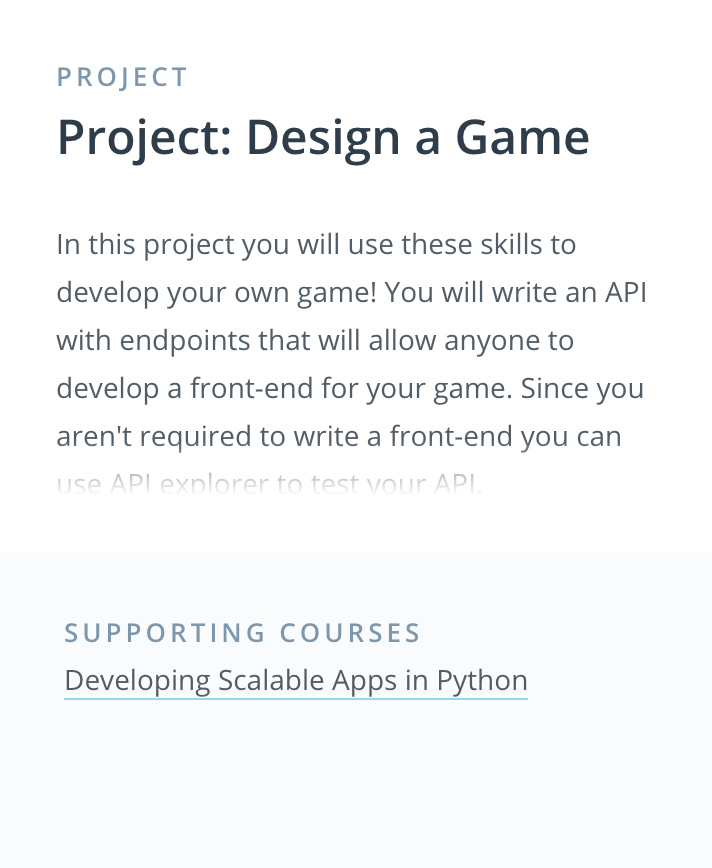 PROJECT
Project: Design a Game
In this project you will use these skills to
develop your own game! You will write an API
with endpoints that will allow anyone to
develop a front-end for your game. Since you
aren't required to write a front-end you can
use API explorer to test your API.
SUPPORTING COURSES
Developing Scalable Apps in Python